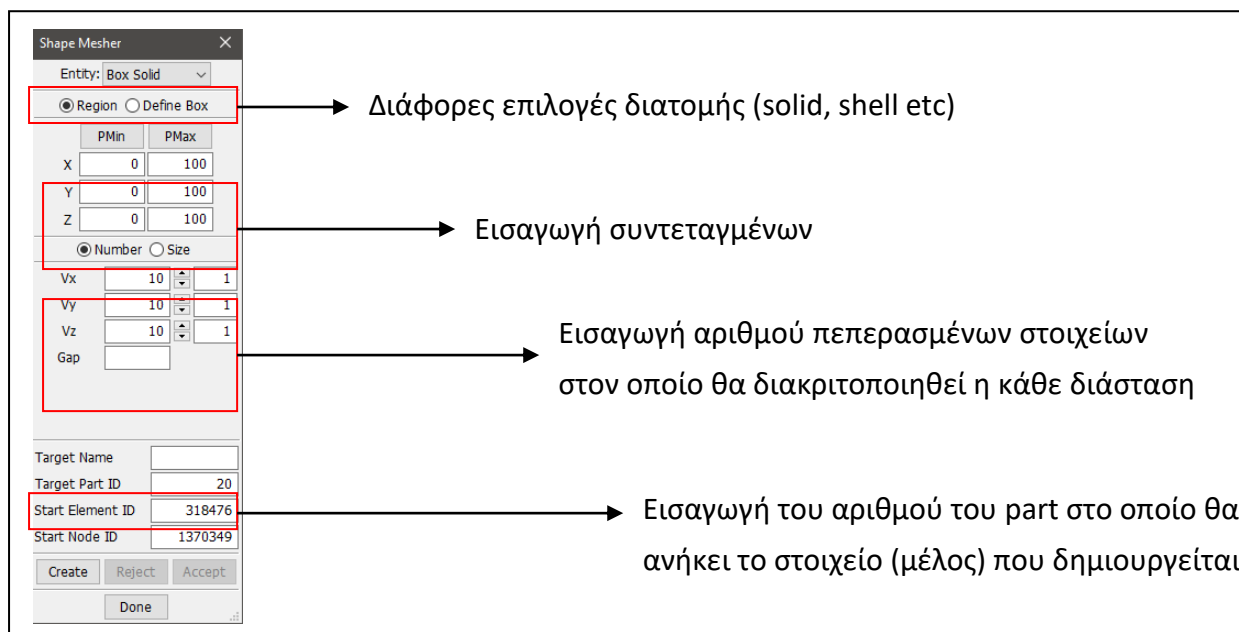 Shape Mesher
Entity: Box Solid
Region Define Box
Διάφορες επιλογές διατομής (solid, shell etc)
PMin PMax
X 0 100
Y 0 100
Z 0 100
Εισαγωγή συντεταγμένων
Number Size
Vx 10 1
Vy 10 1
Vz 10 1
Gap
Εισαγωγή αριθμού πεπερασμένων στοιχείων
στον οποίο θα διακριτοποιηθεί η κάθε διάσταση
Target Name
Target Part ID 20
Start Element ID 318476
Start Node ID 1370349
Εισαγωγή του αριθμού του part στο οποίο θα
ανήκει το στοιχείο (μέλος) που δημιουργείται
Create Reject Accept
Done